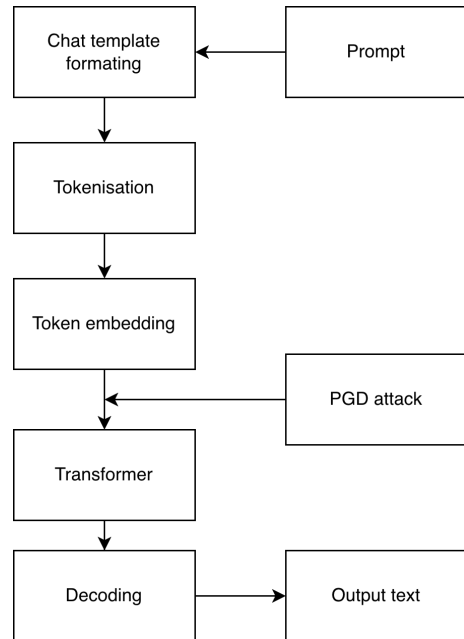 Chat template
formating
Prompt
Tokenisation
Token embedding
PGD attack
Transformer
Decoding
Output text